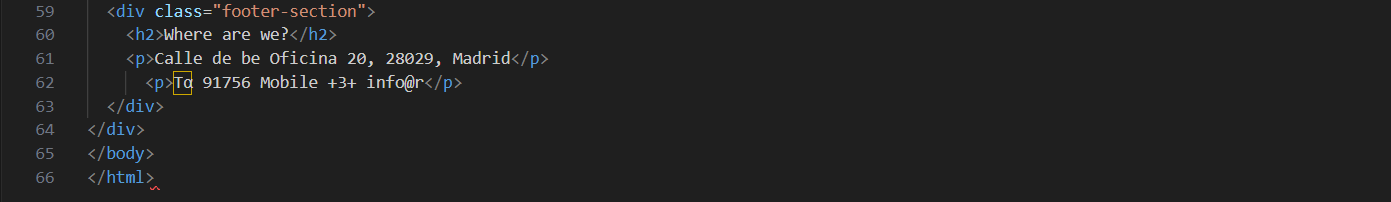 59 <div class="footer-section">
60 <h2>Where are we?</h2>
61 <p>Calle de be Oficina 20, 28029, Madrid</p>
62 <p>Tα 91756 Mobile +3+ info@r</p>
63 </div>
64 </div>
65 </body>
66 </html>